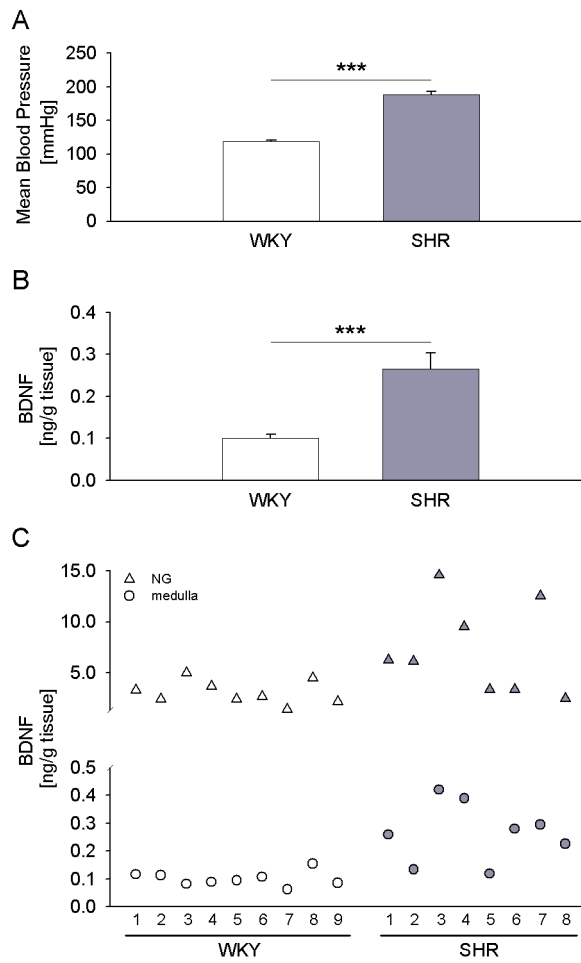 A
Mean Blood Pressure
[mmHg]
250
200
150
100
50
0
***
WKY SHR
B
BDNF
[ng/g tissue]
0.4
0.3
0.2
0.1
0.0
***
WKY SHR
C
BDNF
[ng/g tissue]
15.0
10.0
5.0
NG
medulla
0.5
0.4
0.3
0.2
0.1
0.0
1 2 3 4 5 6 7 8 9 1 2 3 4 5 6 7 8
WKY SHR